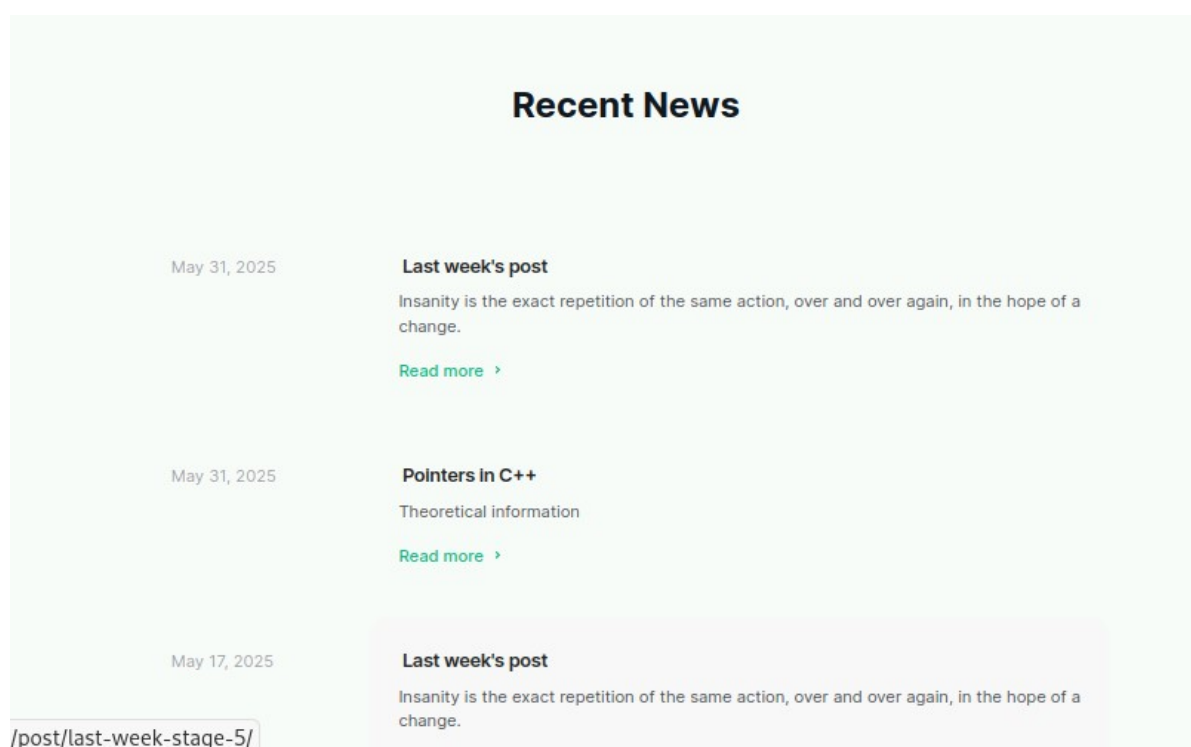 Recent News
May 31, 2025
Last week's post
Insanity is the exact repetition of the same action, over and over again, in the hope of a
change.
Read more ›
May 31, 2025
Pointers in C++
Theoretical information
Read more ›
May 17, 2025
Last week's post
Insanity is the exact repetition of the same action, over and over again, in the hope of a
change.
/post/last-week-stage-5/